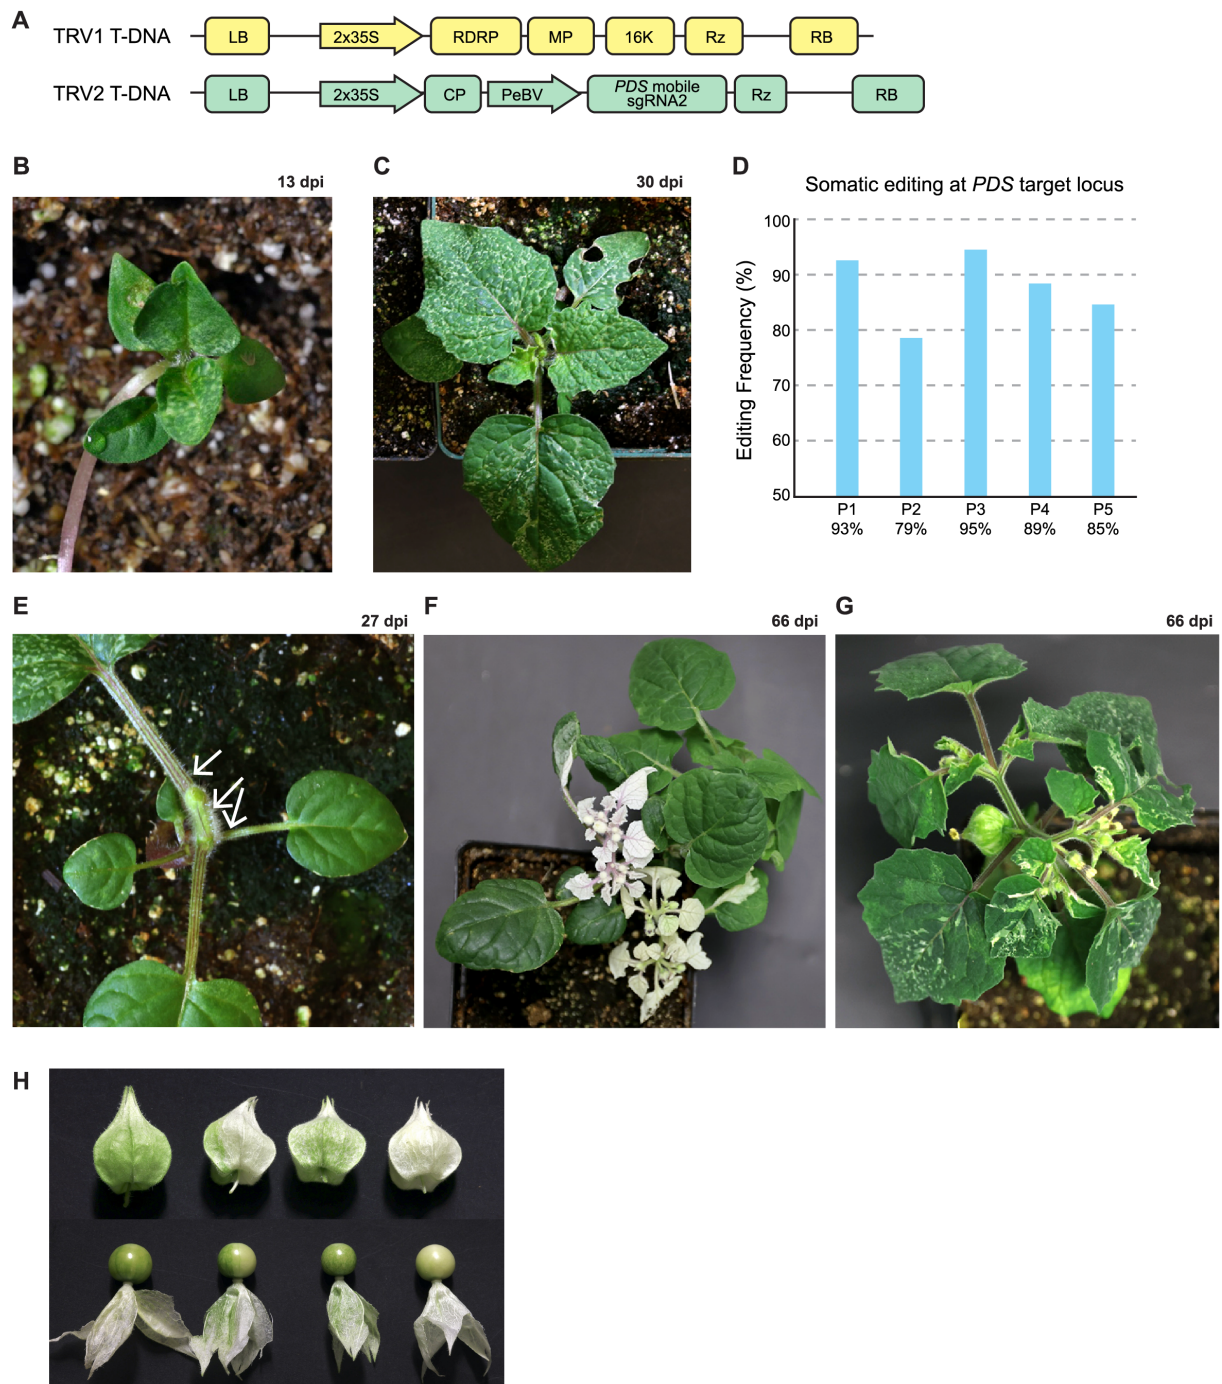 A
TRV1 T-DNA LB 2x35S RDRP MP 16K Rz RB
TRV2 T-DNA LB 2x35S CP PeBV PDS mobile sgRNA2 Rz RB
B
13 dpi
C
30 dpi
D
Somatic editing at PDS target locus
Editing Frequency (%)
100
90
80
70
60
50
P1 P2 P3 P4 P5
93% 79% 95% 89% 85%
E
27 dpi
F
66 dpi
G
66 dpi
H